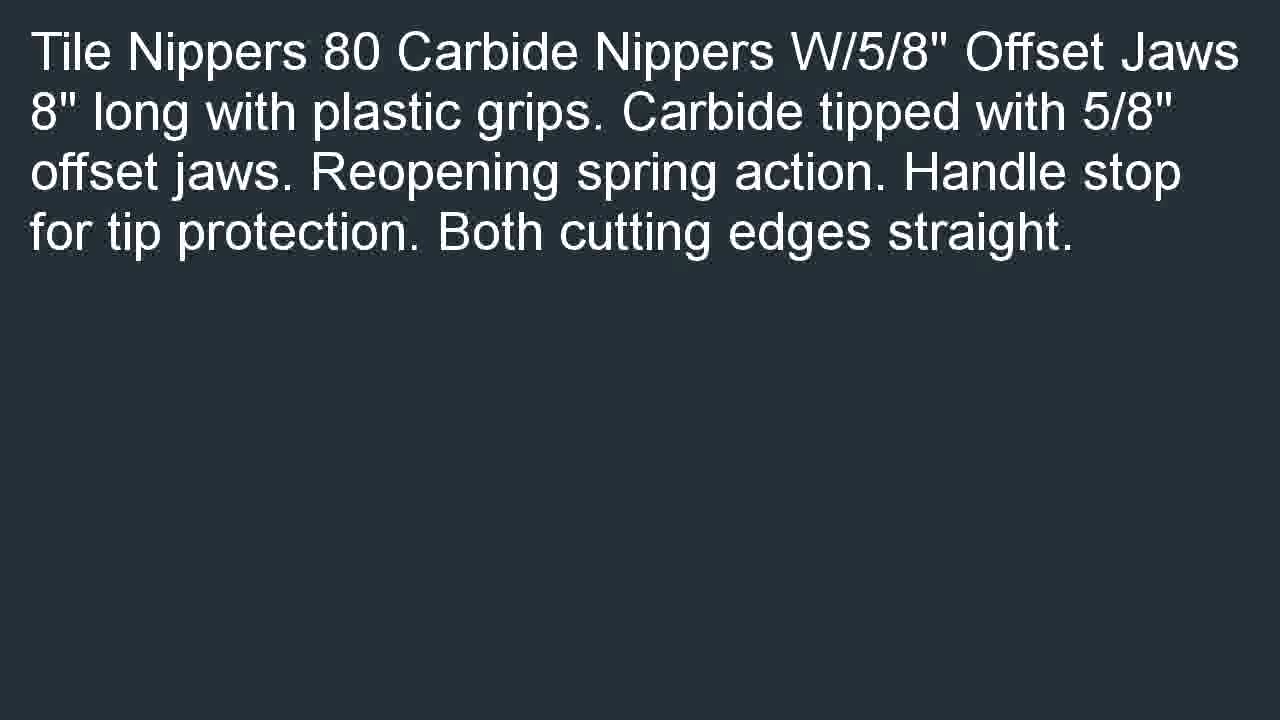 Tile Nippers 80 Carbide Nippers W/5/8" Offset Jaws
8" long with plastic grips. Carbide tipped with 5/8"
offset jaws. Reopening spring action. Handle stop
for tip protection. Both cutting edges straight.